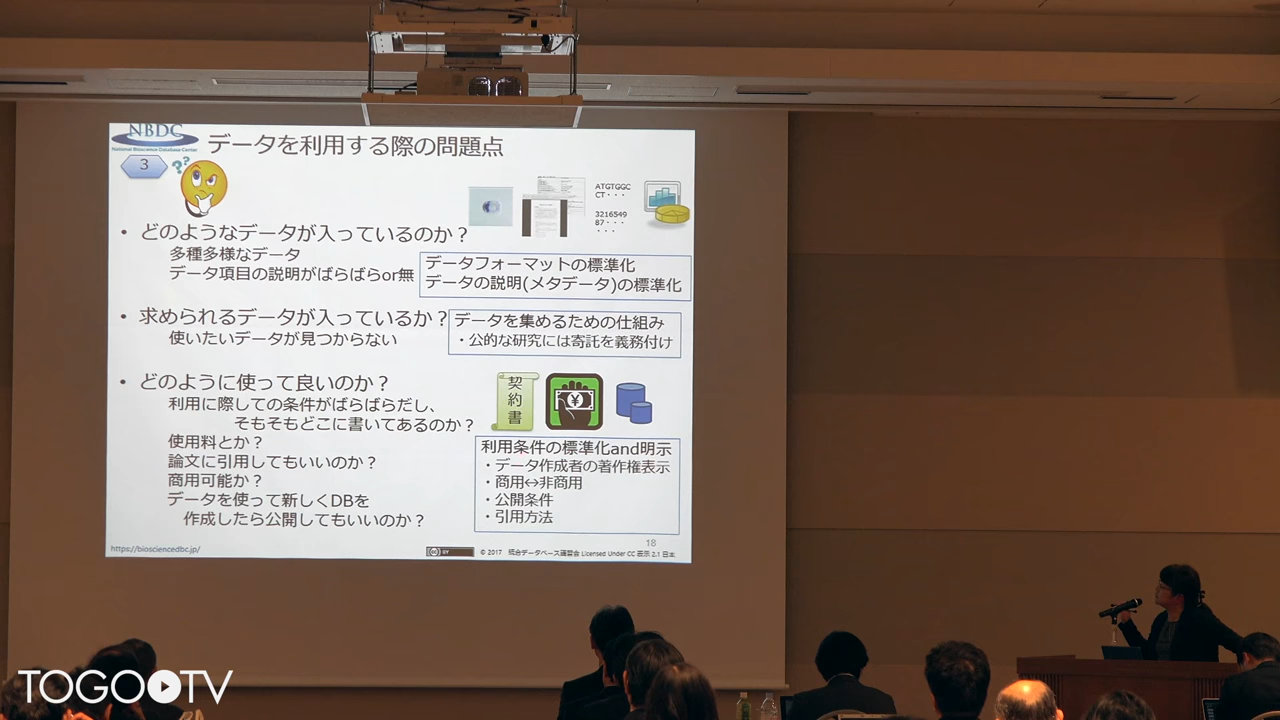 NBDC
National Bioscience Database Center
データを利用する際の問題点
3
??
ATGTGGC
CT・・・
3216549
87・・・
・・・
• どのようなデータが入っているのか？
多種多様なデータ
データ項目の説明がばらばらor無
データフォーマットの標準化
データの説明(メタデータ)の標準化
• 求められるデータが入っているか？
使いたいデータが見つからない
データを集めるための仕組み
・公的な研究には寄託を義務付け
• どのように使って良いのか？
利用に際しての条件がばらばらだし、
そもそもどこに書いてあるのか？
使用料とか？
論文に引用してもいいのか？
商用可能か？
データを使って新しくDBを
作成したら公開してもいいのか？
契約書
¥
利用条件の標準化and明示
・データ作成者の著作権表示
・商用↔非商用
・公開条件
・引用方法
18
https://biosciencedbc.jp/
cc BY
© 2017 統合データベース講習会 Licensed Under CC 表示 2.1 日本
TOGOTV